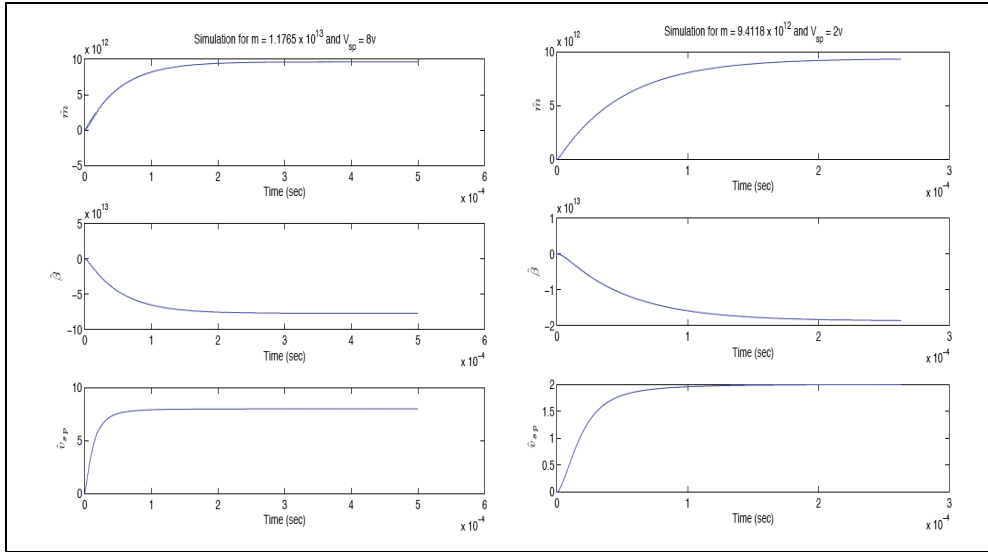 Simulation for m = 1.1765 x 10^13 and V_sp = 8v
x 10^12
10
5
0
−5
m̂
0 1 2 3 4 5 6
Time (sec)
x 10^−4
x 10^13
5
0
−5
−10
β̂
0 1 2 3 4 5 6
Time (sec)
x 10^−4
10
5
0
v̂_sp
0 1 2 3 4 5 6
Time (sec)
x 10^−4
Simulation for m = 9.4118 x 10^12 and V_sp = 2v
x 10^12
10
5
0
m̂
0 1 2 3
Time (sec)
x 10^−4
x 10^13
1
0
−1
−2
β̂
0 1 2 3
Time (sec)
x 10^−4
2
1.5
1
0.5
0
v̂_sp
0 1 2 3
Time (sec)
x 10^−4